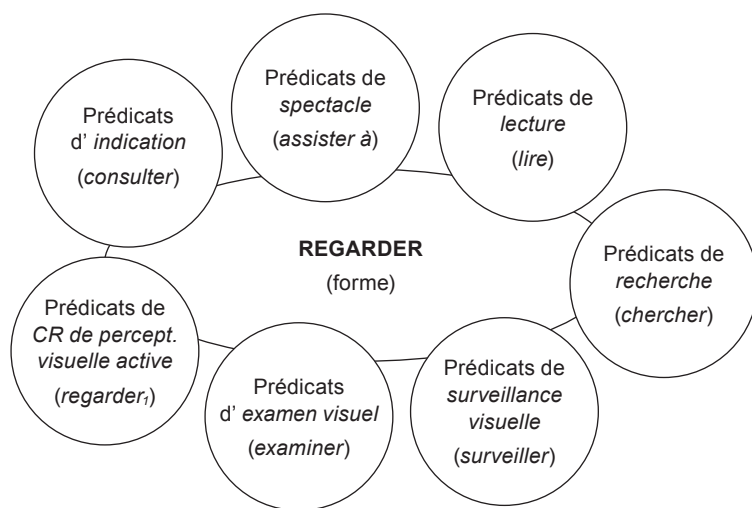 Prédicats de
spectacle
(assister à)
Prédicats
d' indication
(consulter)
Prédicats de
lecture
(lire)
REGARDER
(forme)
Prédicats de
recherche
(chercher)
Prédicats de
CR de percept.
visuelle active
(regarder₁)
Prédicats
d' examen visuel
(examiner)
Prédicats de
surveillance
visuelle
(surveiller)